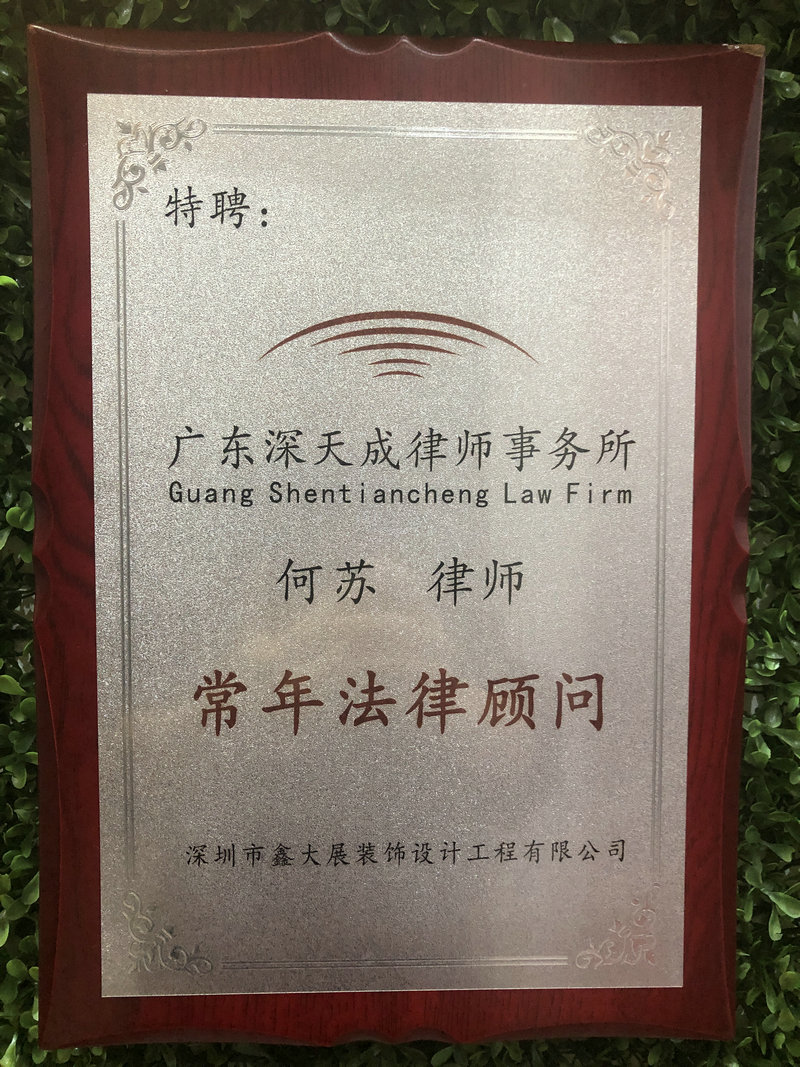 特聘：
广东深天成律师事务所
Guang Shentiancheng Law Firm
何苏 律师
常年法律顾问
深圳市鑫大展装饰设计工程有限公司